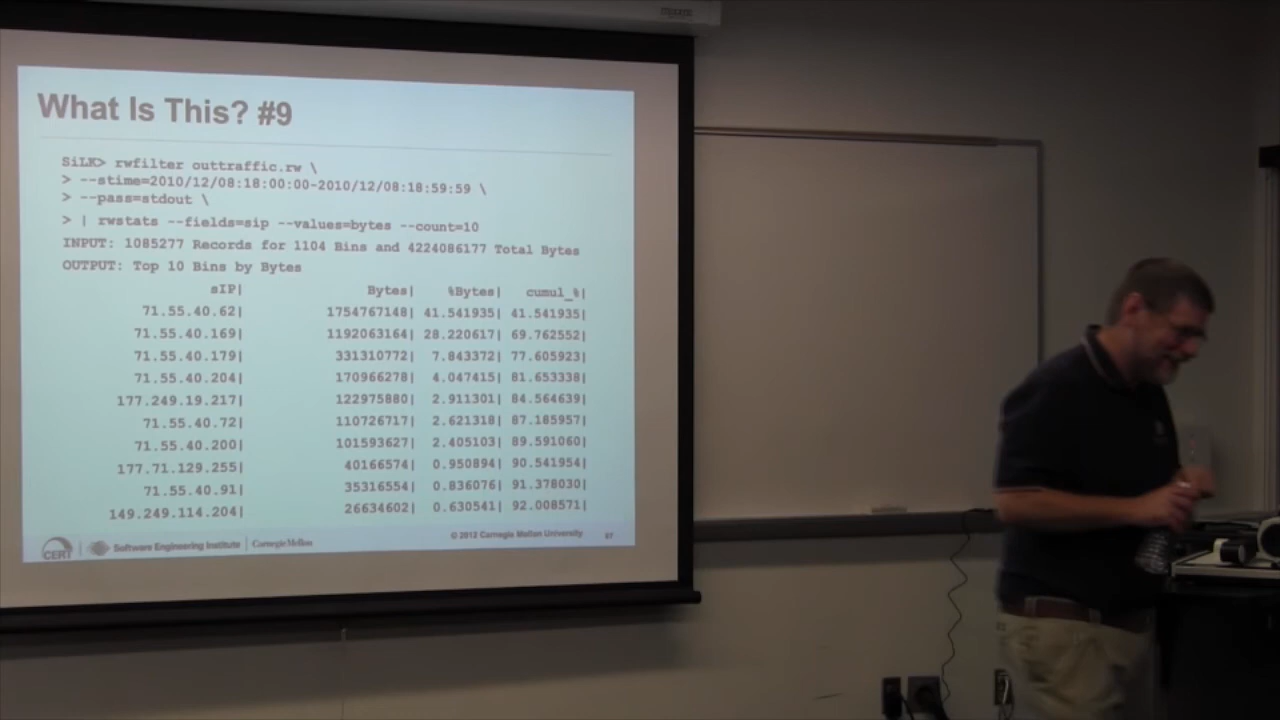 What Is This? #9
SiLK> rwfilter outtraffic.rw \
> --stime=2010/12/08:18:00:00-2010/12/08:18:59:59 \
> --pass=stdout \
> | rwstats --fields=sip --values=bytes --count=10
INPUT: 1085277 Records for 1104 Bins and 4224086177 Total Bytes
OUTPUT: Top 10 Bins by Bytes
sIP| Bytes| %Bytes| cumul_%|
71.55.40.62| 1754767148| 41.541935| 41.541935|
71.55.40.169| 1192063164| 28.220617| 69.762552|
71.55.40.179| 331310772| 7.843372| 77.605923|
71.55.40.204| 170966278| 4.047415| 81.653338|
177.249.19.217| 122975880| 2.911301| 84.564639|
71.55.40.72| 110726717| 2.621318| 87.185957|
71.55.40.200| 101593627| 2.405103| 89.591060|
177.71.129.255| 40166574| 0.950894| 90.541954|
71.55.40.91| 35316554| 0.836076| 91.378030|
149.249.114.204| 26634602| 0.630541| 92.008571|
CERT | Software Engineering Institute | Carnegie Mellon © 2012 Carnegie Mellon University